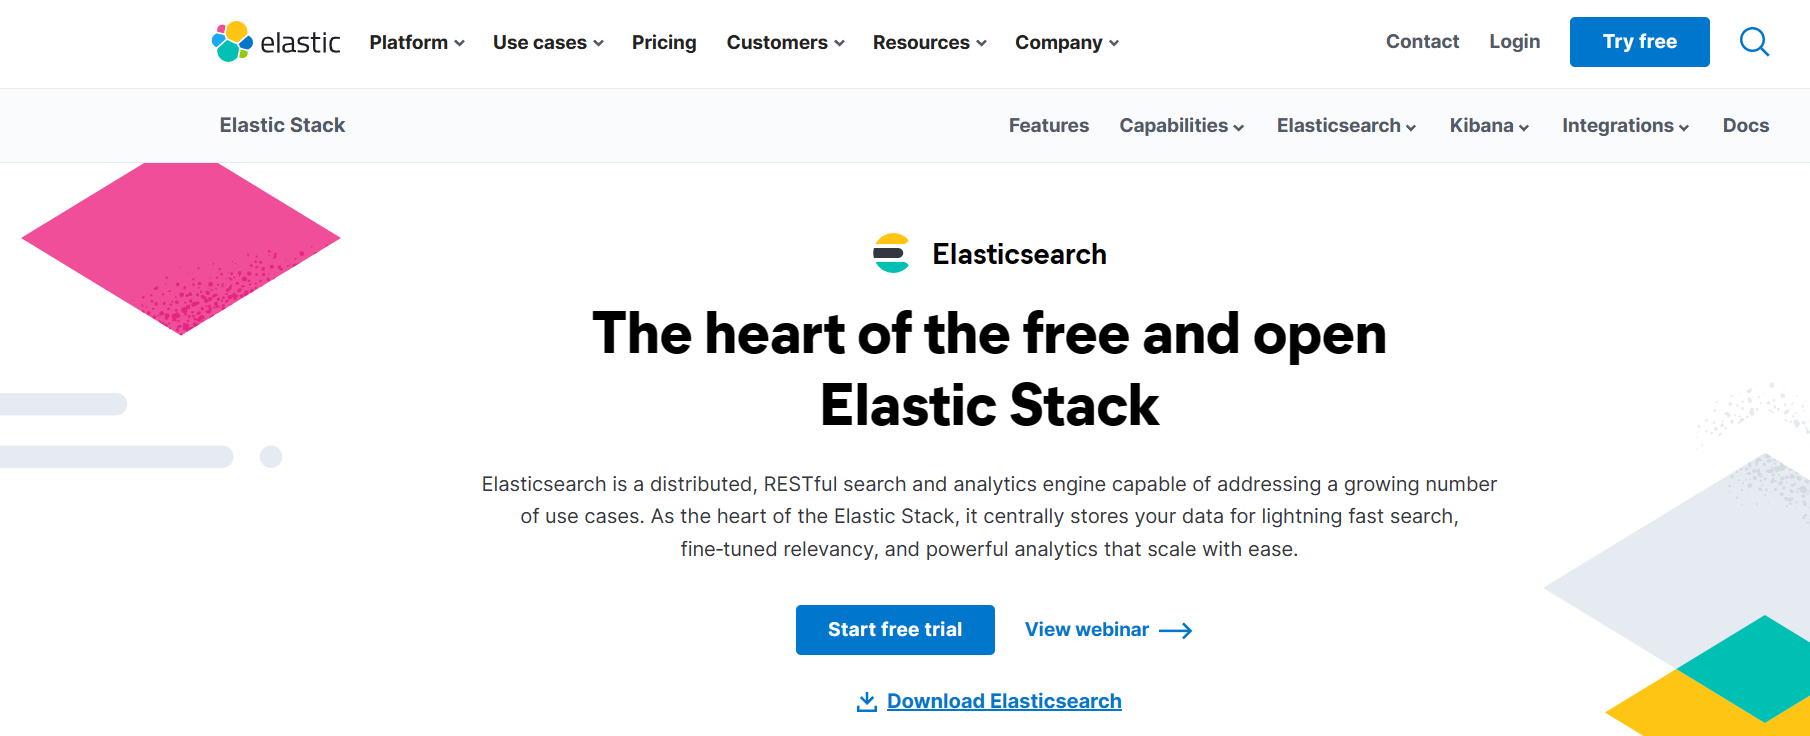 elastic Platform Use cases Pricing Customers Resources Company Contact Login Try free
Elastic Stack Features Capabilities Elasticsearch Kibana Integrations Docs
Elasticsearch
The heart of the free and open
Elastic Stack
Elasticsearch is a distributed, RESTful search and analytics engine capable of addressing a growing number
of use cases. As the heart of the Elastic Stack, it centrally stores your data for lightning fast search,
fine-tuned relevancy, and powerful analytics that scale with ease.
Start free trial View webinar
Download Elasticsearch